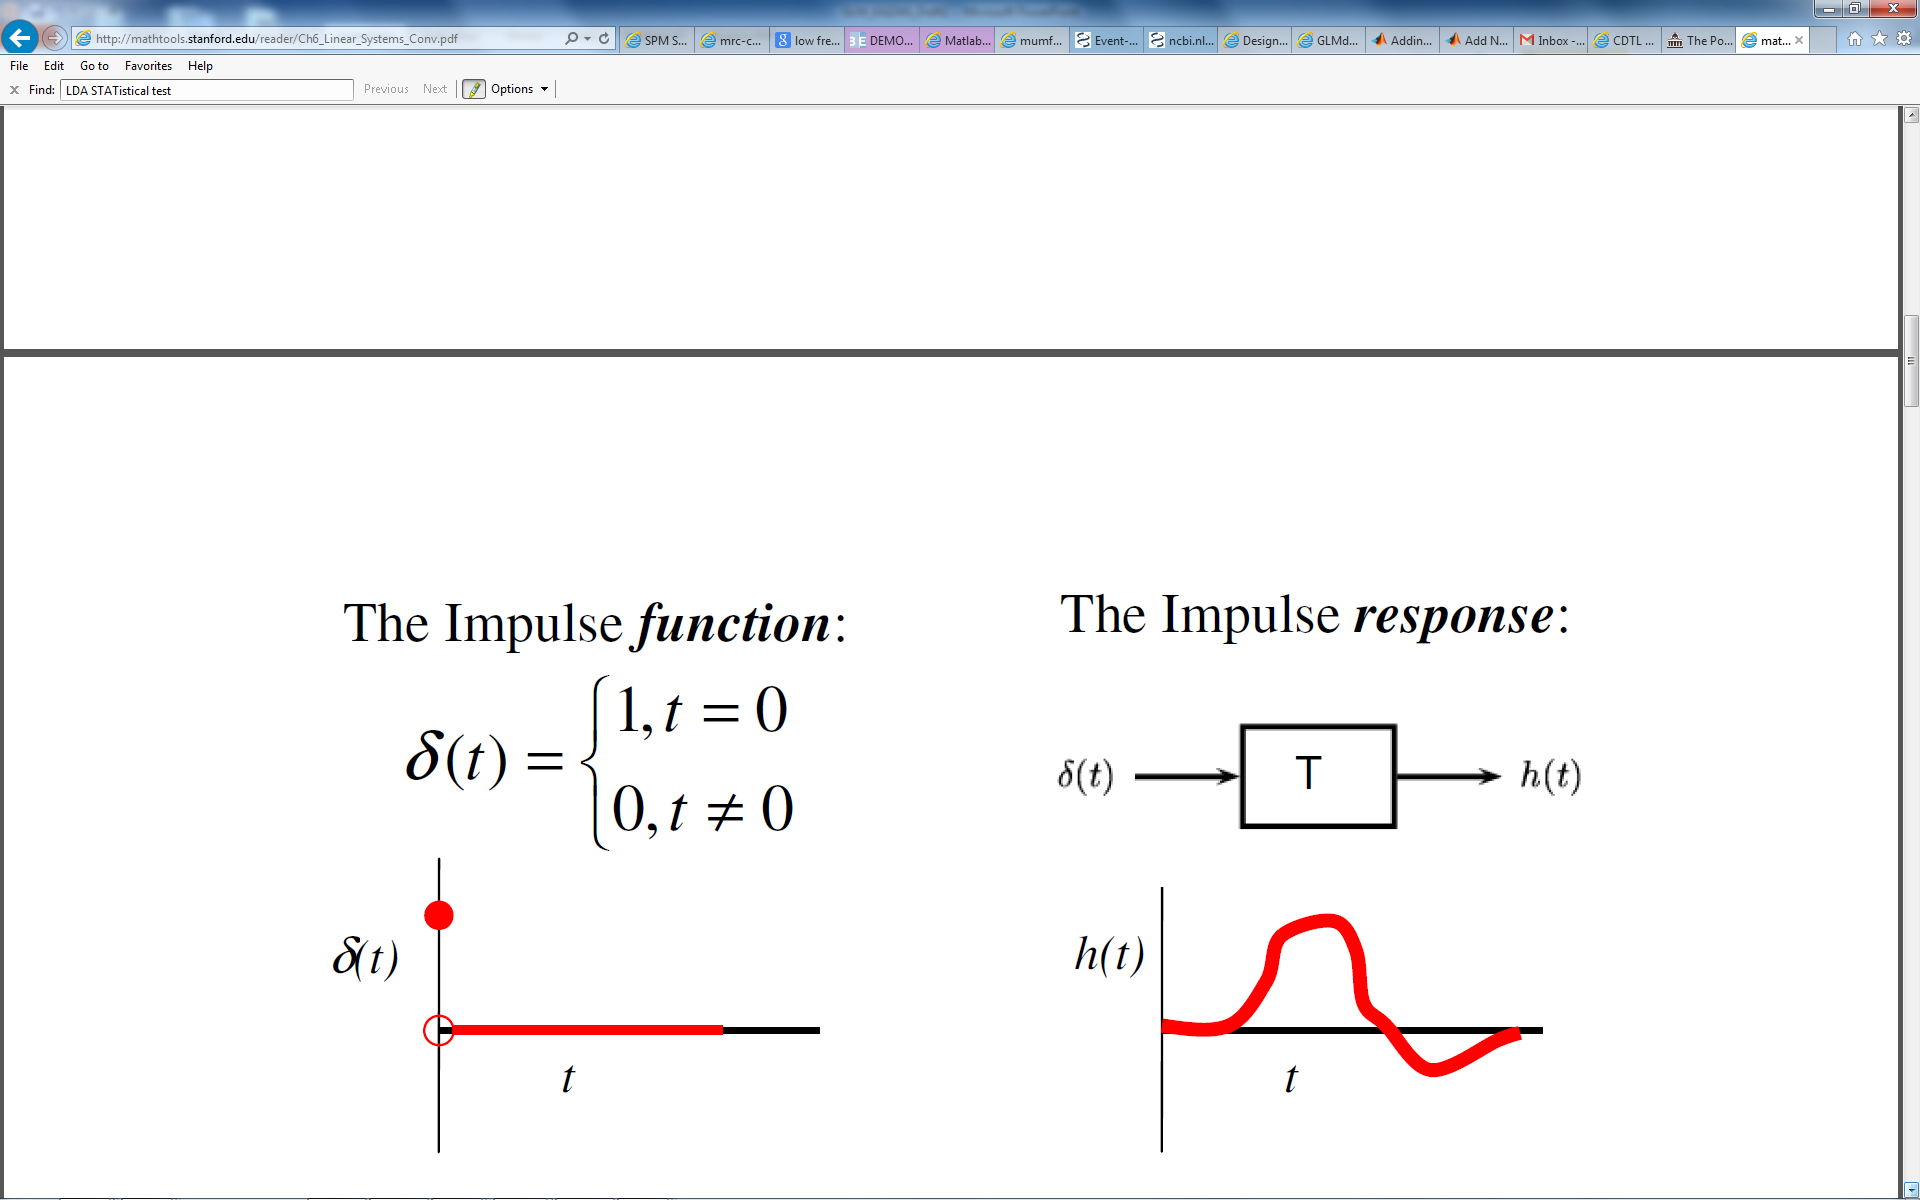 http://mathtools.stanford.edu/reader/Ch6_Linear_Systems_Conv.pdf
SPM S...
mrc-c...
low fre...
DEMO...
Matlab...
mumf...
Event-...
ncbi.nl...
Design...
GLMd...
Addin...
Add N...
Inbox -...
CDTL ...
The Po...
mat...
File Edit Go to Favorites Help
Find: LDA STATistical test Previous Next Options
The Impulse function:
δ(t) = { 1, t = 0
0, t ≠ 0
δ(t)
t
The Impulse response:
δ(t) T h(t)
h(t)
t